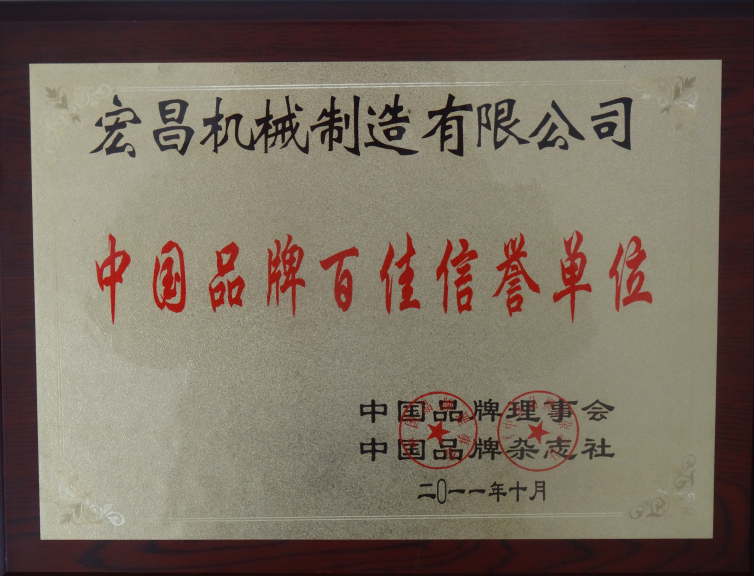 宏昌机械制造有限公司
中国品牌百佳信誉单位
中国品牌理事会
中国品牌杂志社
二〇一一年十月